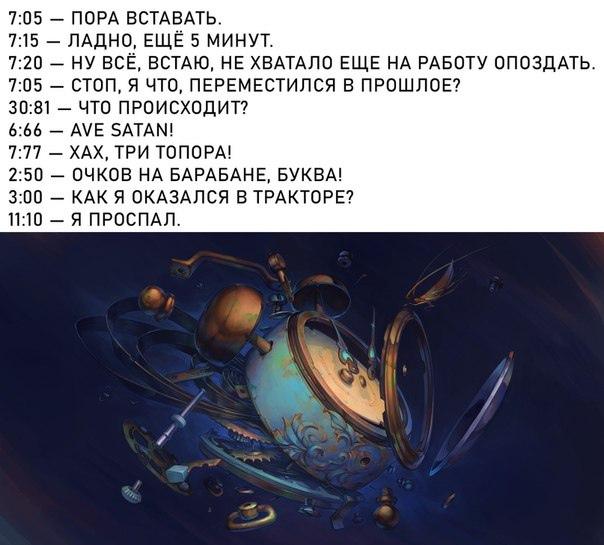 7:05 — ПОРА ВСТАВАТЬ.
7:15 — ЛАДНО, ЕЩЁ 5 МИНУТ.
7:20 — НУ ВСЁ, ВСТАЮ, НЕ ХВАТАЛО ЕЩЕ НА РАБОТУ ОПОЗДАТЬ.
7:05 — СТОП, Я ЧТО, ПЕРЕМЕСТИЛСЯ В ПРОШЛОЕ?
30:81 — ЧТО ПРОИСХОДИТ?
6:66 — AVE SATAN!
7:77 — ХАХ, ТРИ ТОПОРА!
2:50 — ОЧКОВ НА БАРАБАНЕ, БУКВА!
3:00 — КАК Я ОКАЗАЛСЯ В ТРАКТОРЕ?
11:10 — Я ПРОСПАЛ.